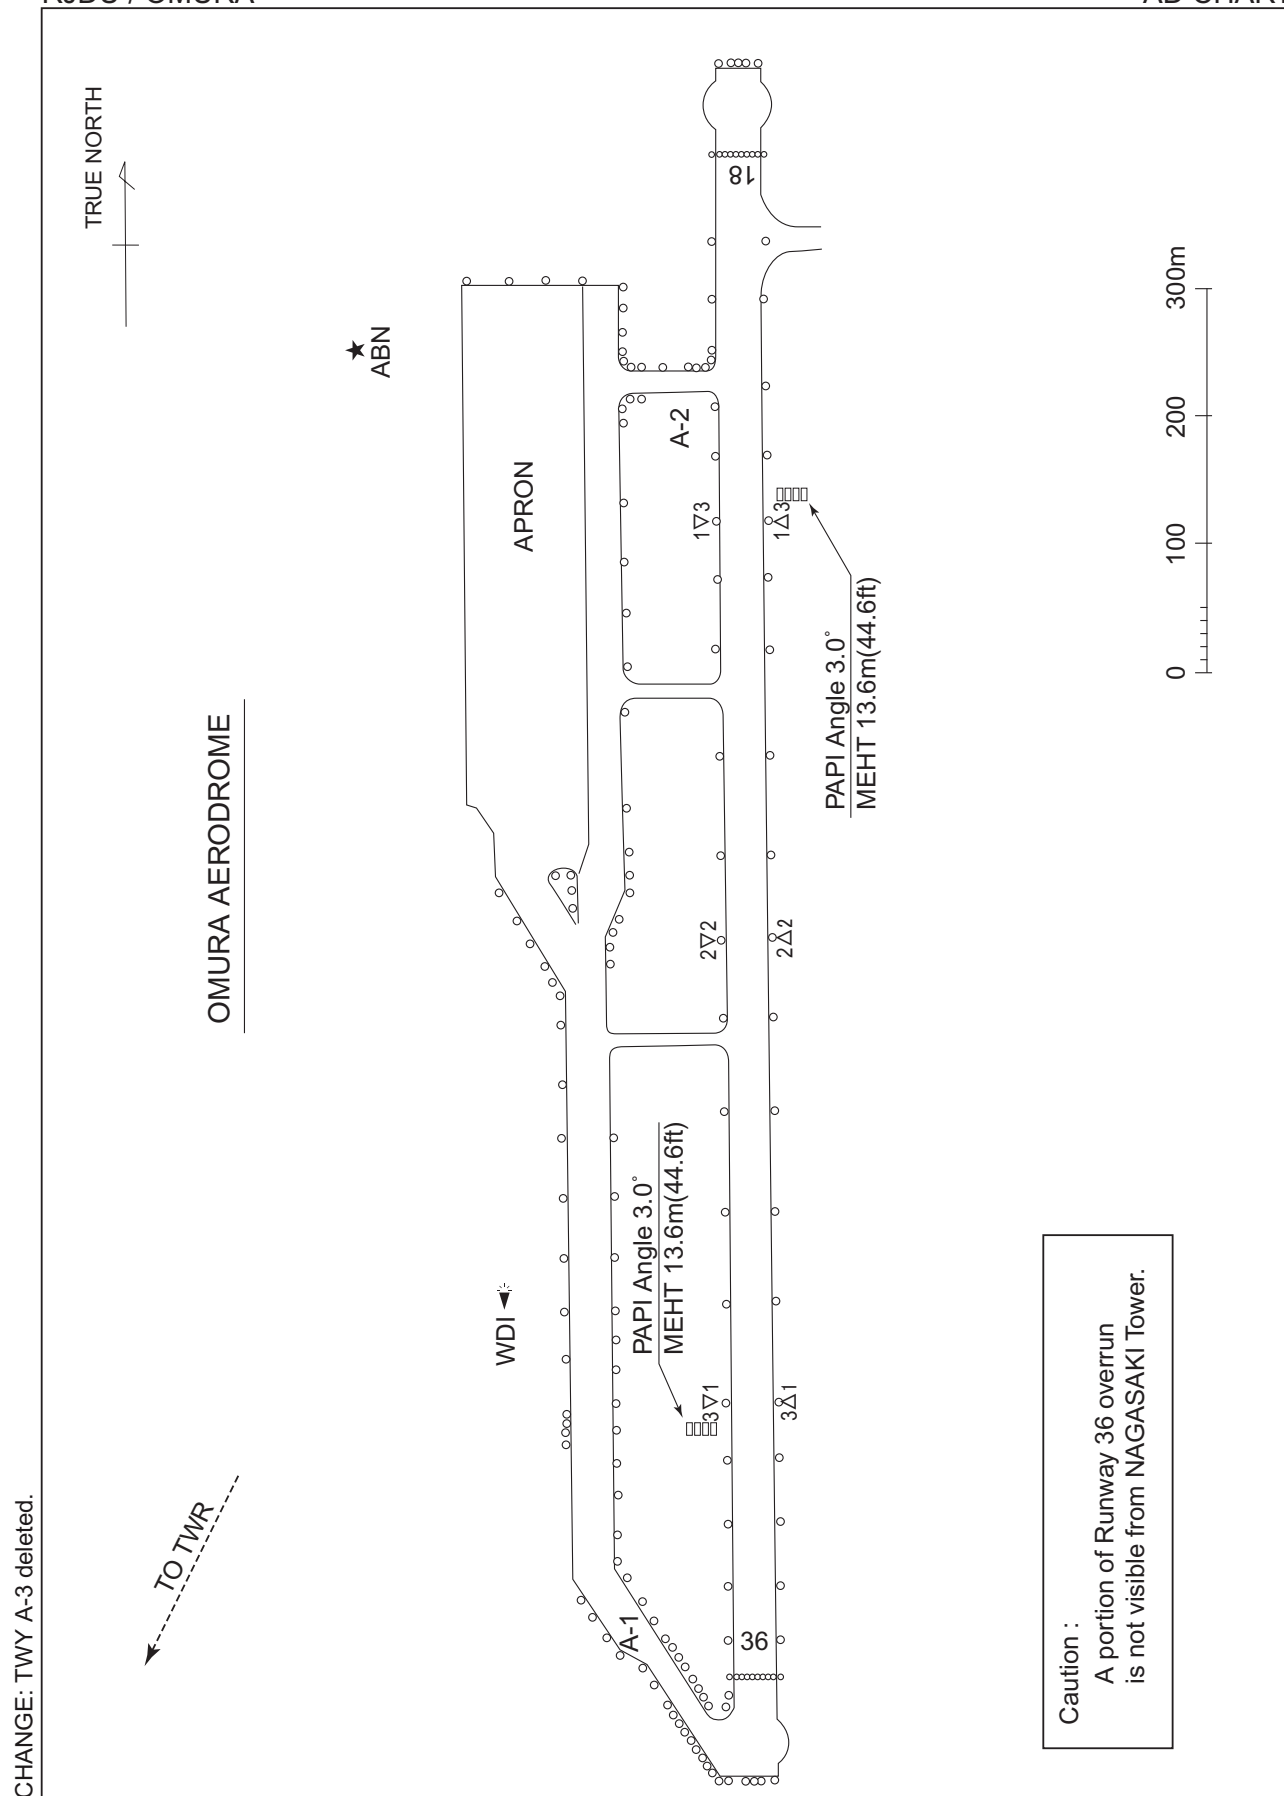 RJDU / OMURA
AD CHART
TRUE NORTH
ABN
18
A-2
APRON
1 3
1 3
300m
200
100
0
PAPI Angle 3.0°
MEHT 13.6m(44.6ft)
OMURA AERODROME
2 2
2 2
PAPI Angle 3.0°
MEHT 13.6m(44.6ft)
WDI
3 1
3 1
TO TWR
A-1
36
Caution :
A portion of Runway 36 overrun
is not visible from NAGASAKI Tower.
CHANGE: TWY A-3 deleted.